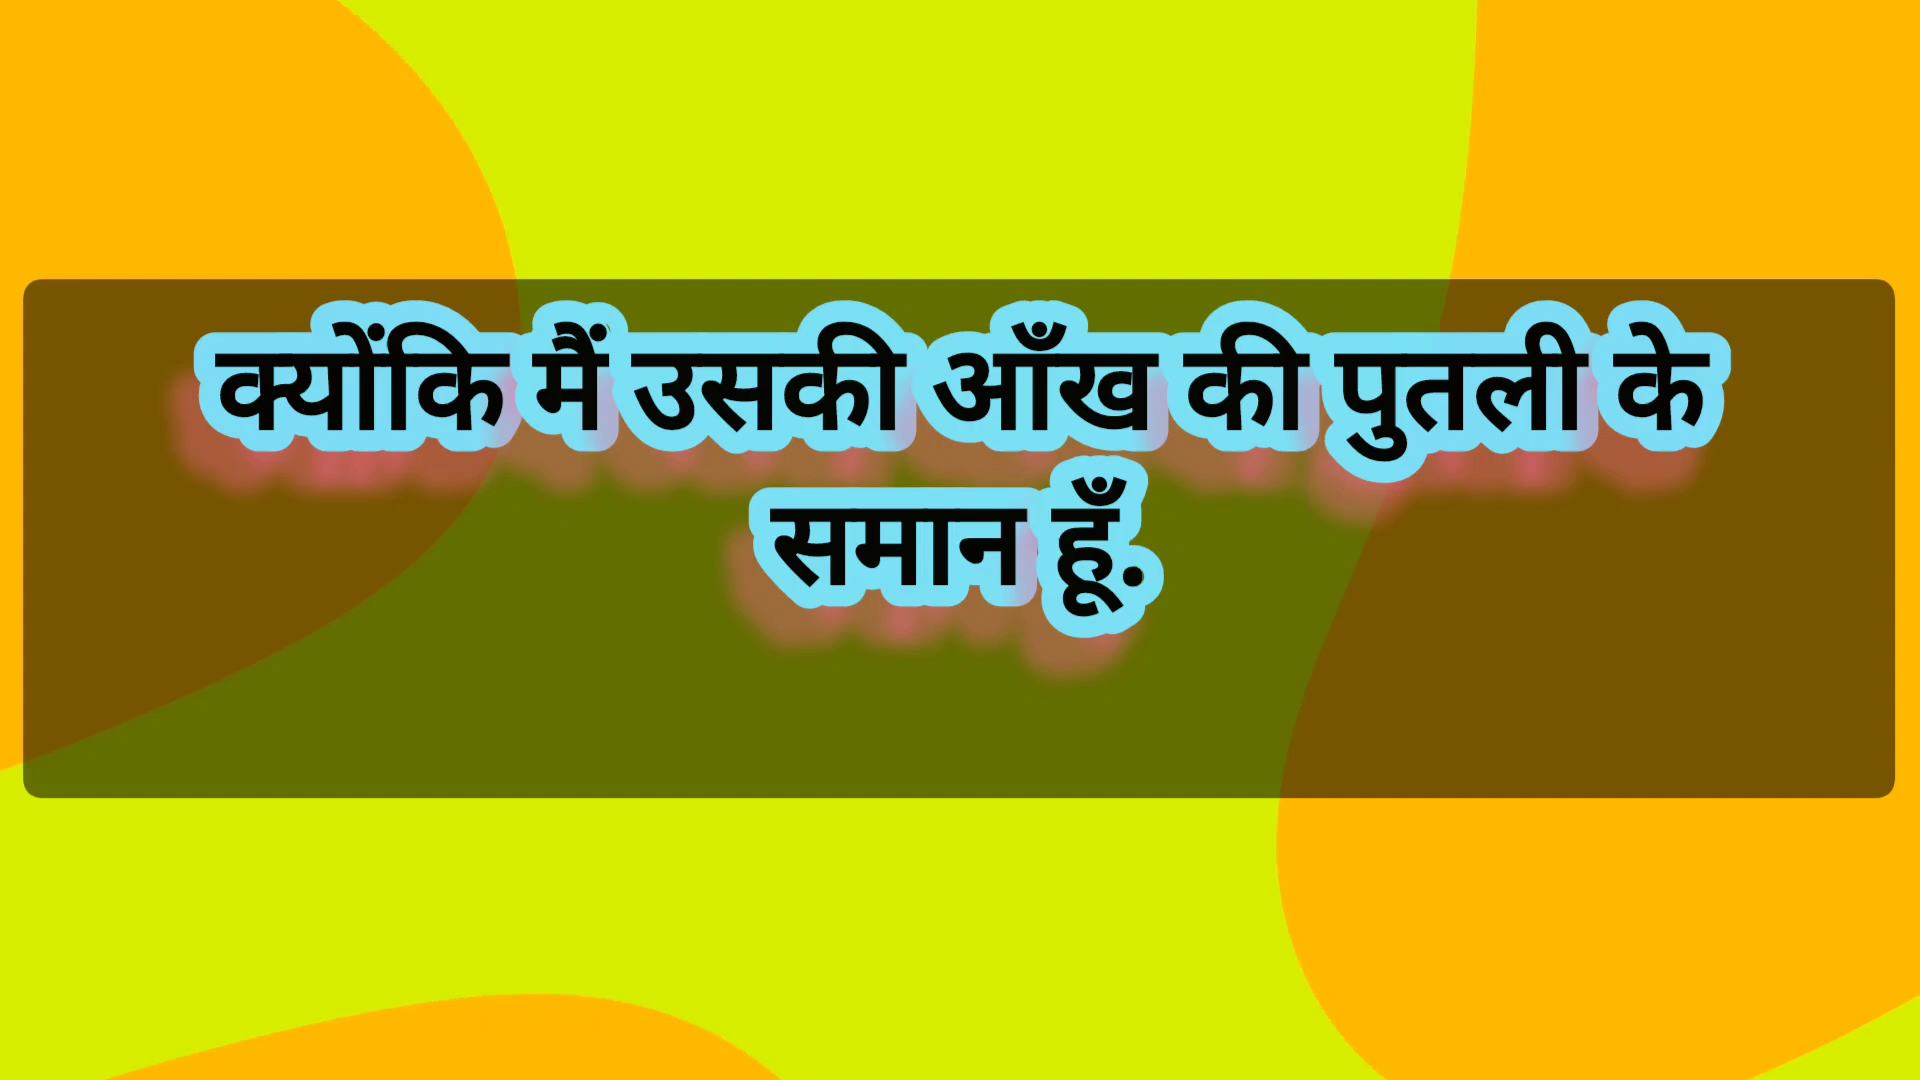 क्योंकि मैं उसकी आँख की पुतली के
समान हूँ.